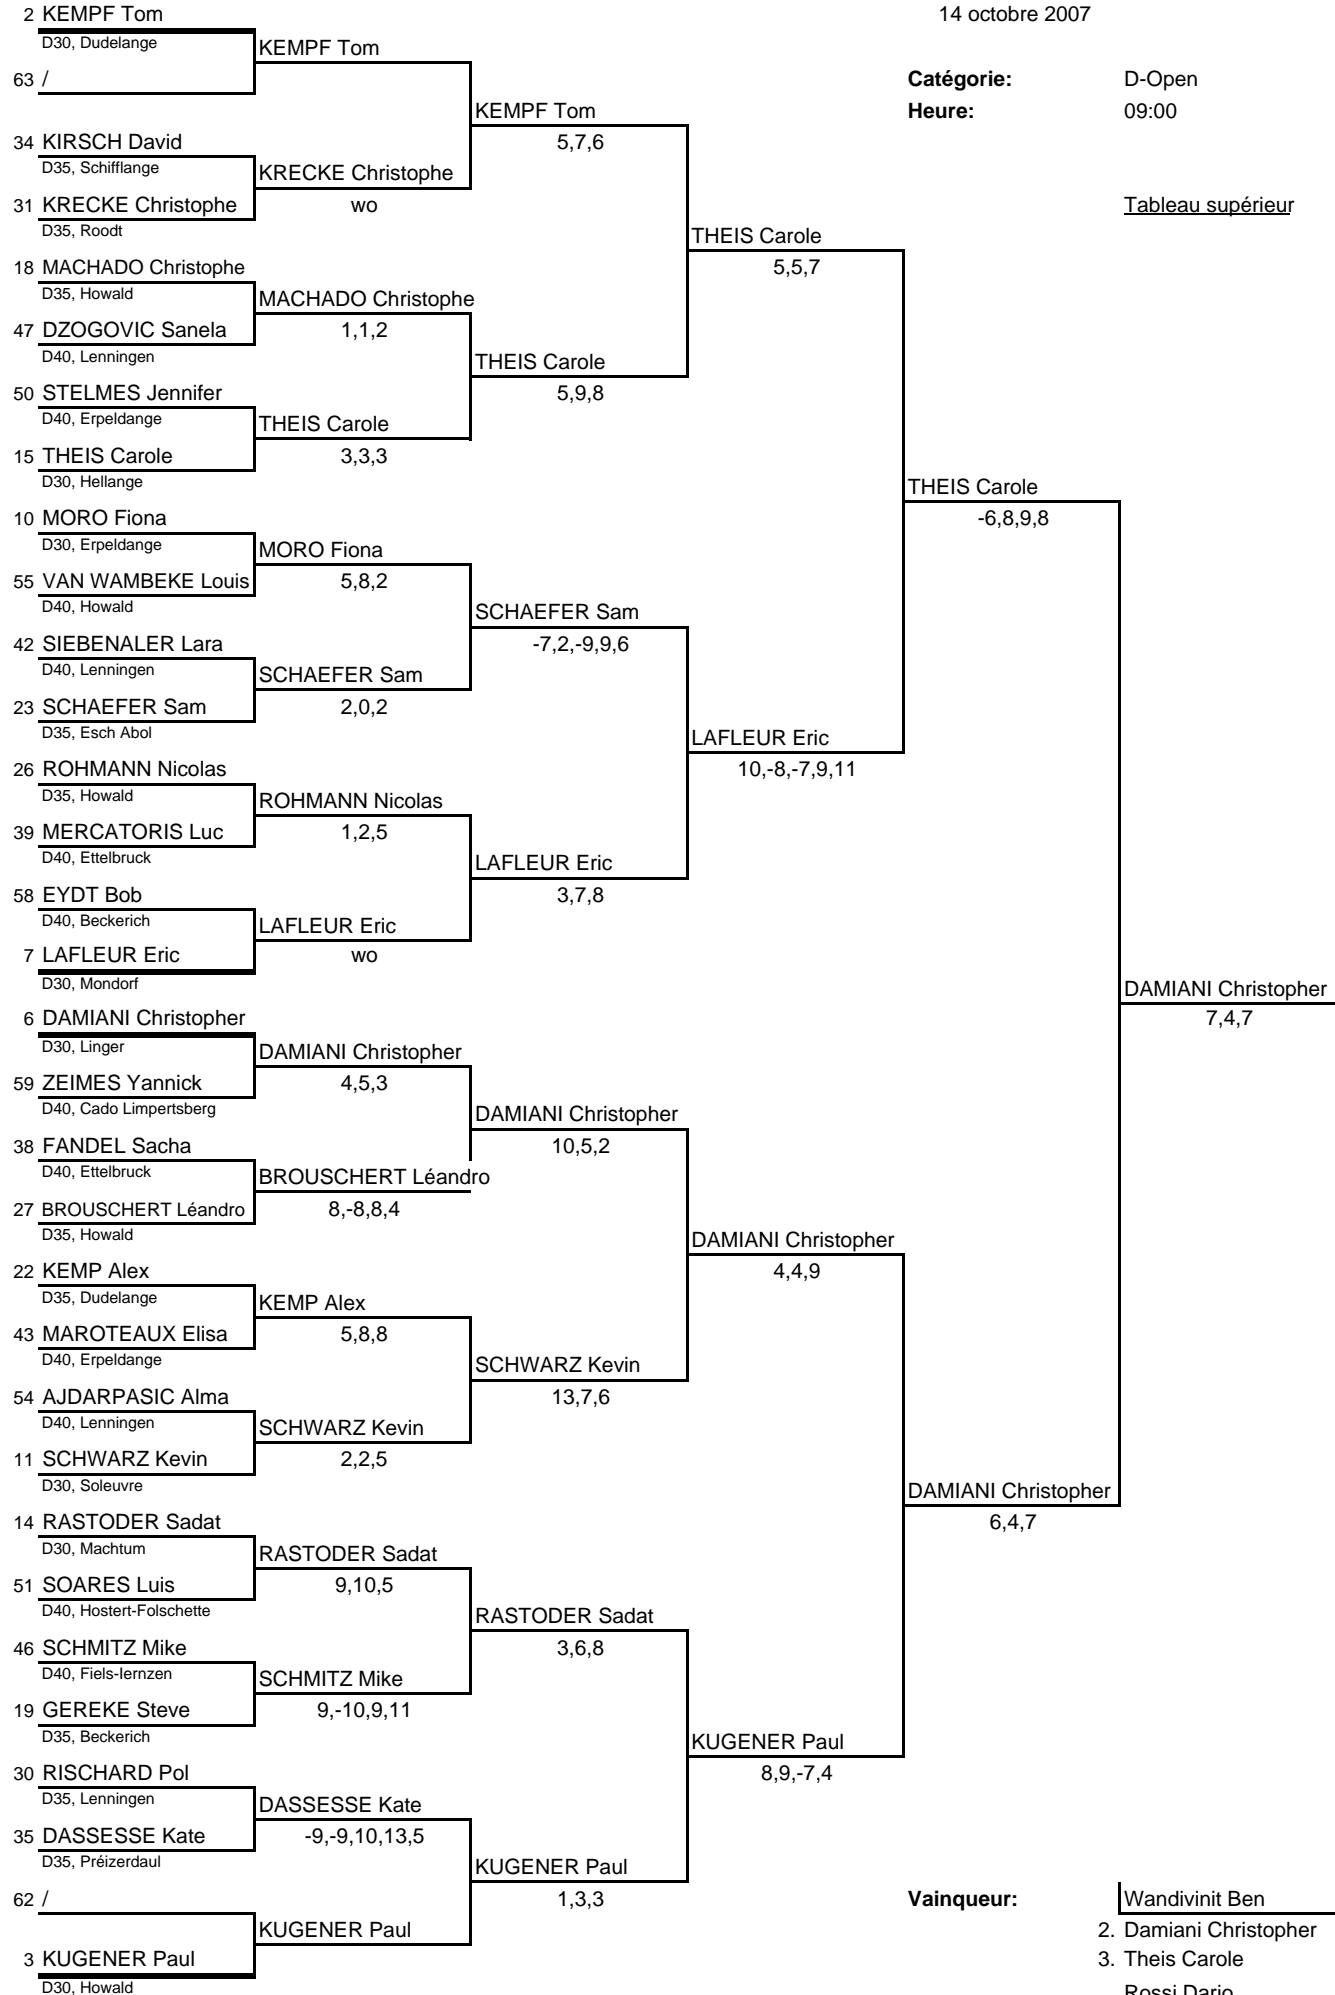 2 KEMPF Tom
14 octobre 2007
D30, Dudelange
KEMPF Tom
63 /
Catégorie: D-Open
KEMPF Tom
Heure: 09:00
34 KIRSCH David
5,7,6
D35, Schifflange
KRECKE Christophe
31 KRECKE Christophe
wo
Tableau supérieur
D35, Roodt
THEIS Carole
18 MACHADO Christophe
5,5,7
D35, Howald
MACHADO Christophe
47 DZOGOVIC Sanela
1,1,2
D40, Lenningen
THEIS Carole
50 STELMES Jennifer
5,9,8
D40, Erpeldange
THEIS Carole
15 THEIS Carole
3,3,3
D30, Hellange
THEIS Carole
10 MORO Fiona
-6,8,9,8
D30, Erpeldange
MORO Fiona
55 VAN WAMBEKE Louis
5,8,2
D40, Howald
SCHAEFER Sam
42 SIEBENALER Lara
-7,2,-9,9,6
D40, Lenningen
SCHAEFER Sam
23 SCHAEFER Sam
2,0,2
D35, Esch Abol
LAFLEUR Eric
26 ROHMANN Nicolas
10,-8,-7,9,11
D35, Howald
ROHMANN Nicolas
39 MERCATORIS Luc
1,2,5
D40, Ettelbruck
LAFLEUR Eric
58 EYDT Bob
3,7,8
D40, Beckerich
LAFLEUR Eric
7 LAFLEUR Eric
wo
D30, Mondorf
DAMIANI Christopher
6 DAMIANI Christopher
7,4,7
D30, Linger
DAMIANI Christopher
59 ZEIMES Yannick
4,5,3
D40, Cado Limpertsberg
DAMIANI Christopher
38 FANDEL Sacha
10,5,2
D40, Ettelbruck
BROUSCHERT Léandro
27 BROUSCHERT Léandro
8,-8,8,4
D35, Howald
DAMIANI Christopher
22 KEMP Alex
4,4,9
D35, Dudelange
KEMP Alex
43 MAROTEAUX Elisa
5,8,8
D40, Erpeldange
SCHWARZ Kevin
54 AJDARPASIC Alma
13,7,6
D40, Lenningen
SCHWARZ Kevin
11 SCHWARZ Kevin
2,2,5
D30, Soleuvre
DAMIANI Christopher
14 RASTODER Sadat
6,4,7
D30, Machtum
RASTODER Sadat
51 SOARES Luis
9,10,5
D40, Hostert-Folschette
RASTODER Sadat
46 SCHMITZ Mike
3,6,8
D40, Fiels-Iernzen
SCHMITZ Mike
19 GEREKE Steve
9,-10,9,11
D35, Beckerich
KUGENER Paul
30 RISCHARD Pol
8,9,-7,4
D35, Lenningen
DASSESSE Kate
35 DASSESSE Kate
-9,-9,10,13,5
D35, Préizerdaul
KUGENER Paul
62 /
1,3,3
Vainqueur: Wandivinit Ben
KUGENER Paul
2. Damiani Christopher
3 KUGENER Paul
3. Theis Carole
D30, Howald
Rossi Dario